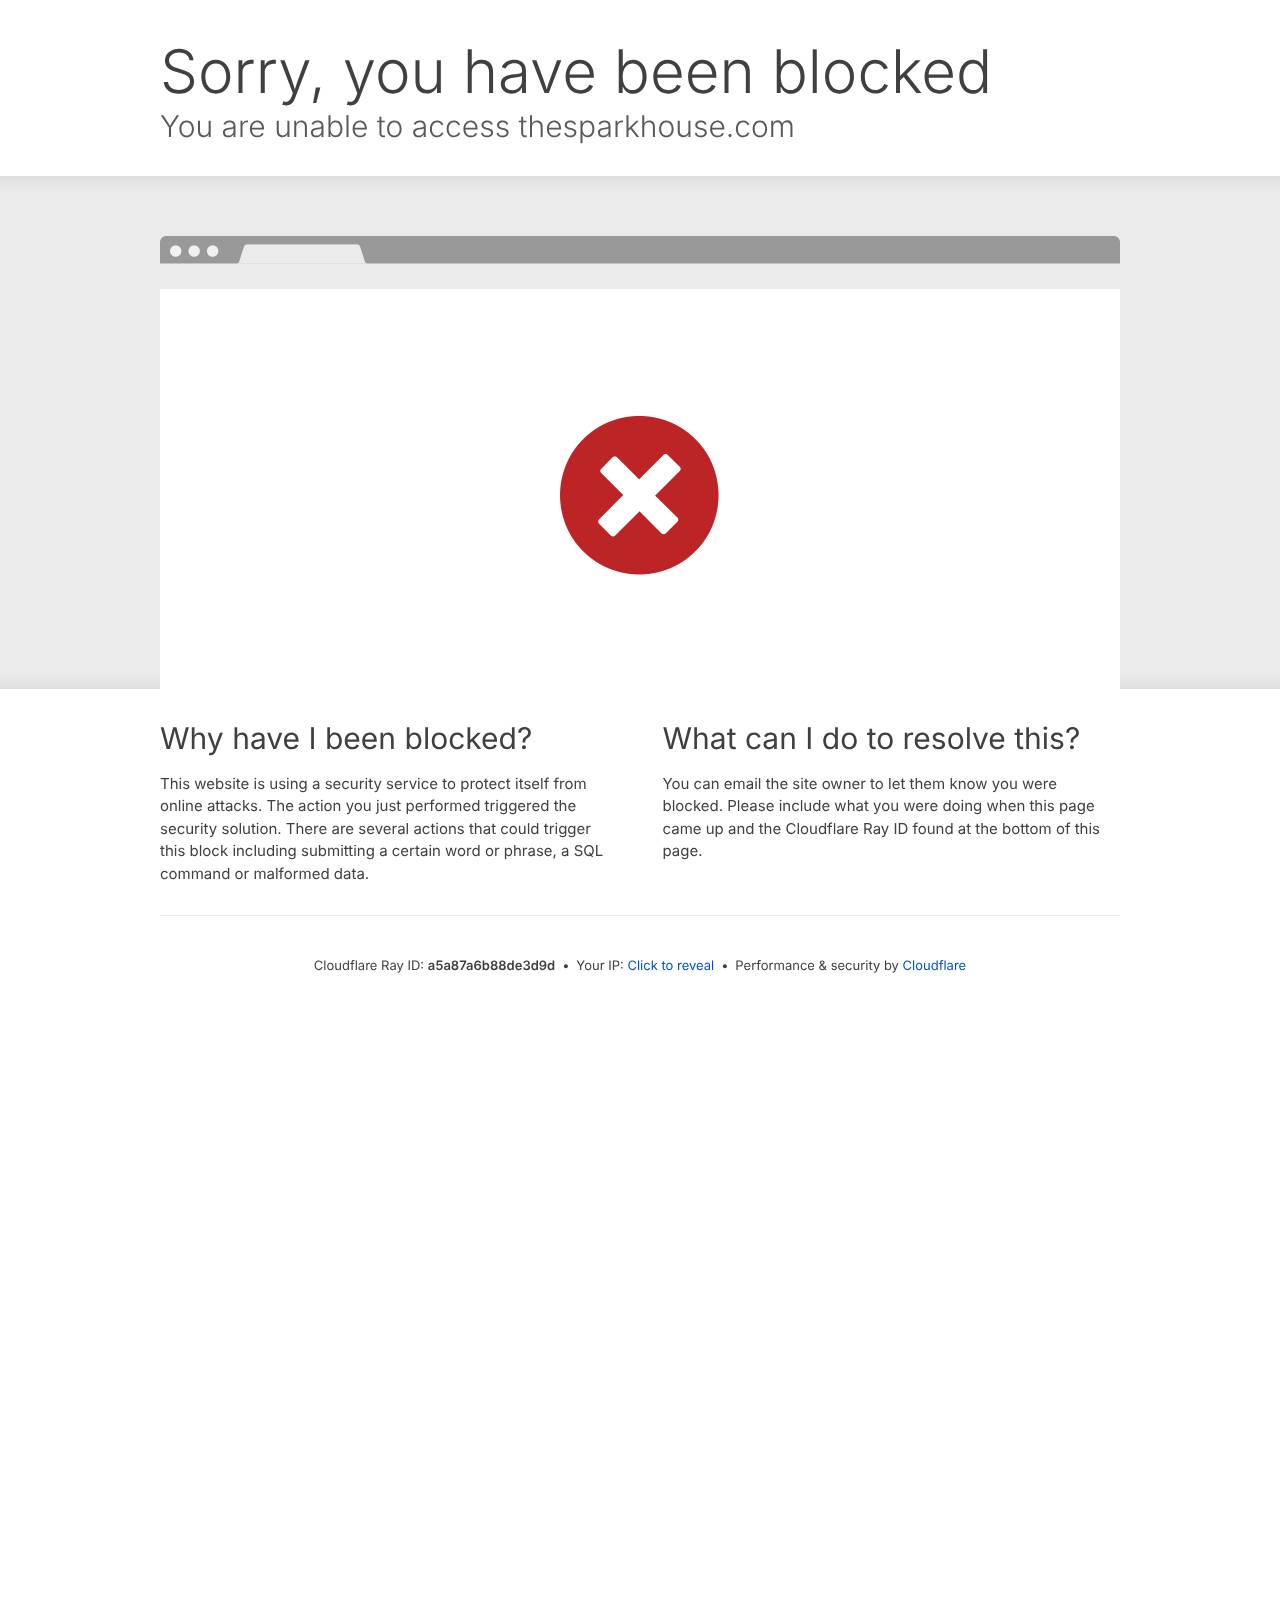 Sorry, you have been blocked
You are unable to access thesparkhouse.com
Why have I been blocked?
This website is using a security service to protect itself from
online attacks. The action you just performed triggered the
security solution. There are several actions that could trigger
this block including submitting a certain word or phrase, a SQL
command or malformed data.
What can I do to resolve this?
You can email the site owner to let them know you were
blocked. Please include what you were doing when this page
came up and the Cloudflare Ray ID found at the bottom of this
page.
Cloudflare Ray ID: a5a87a6b88de3d9d • Your IP: Click to reveal • Performance & security by Cloudflare